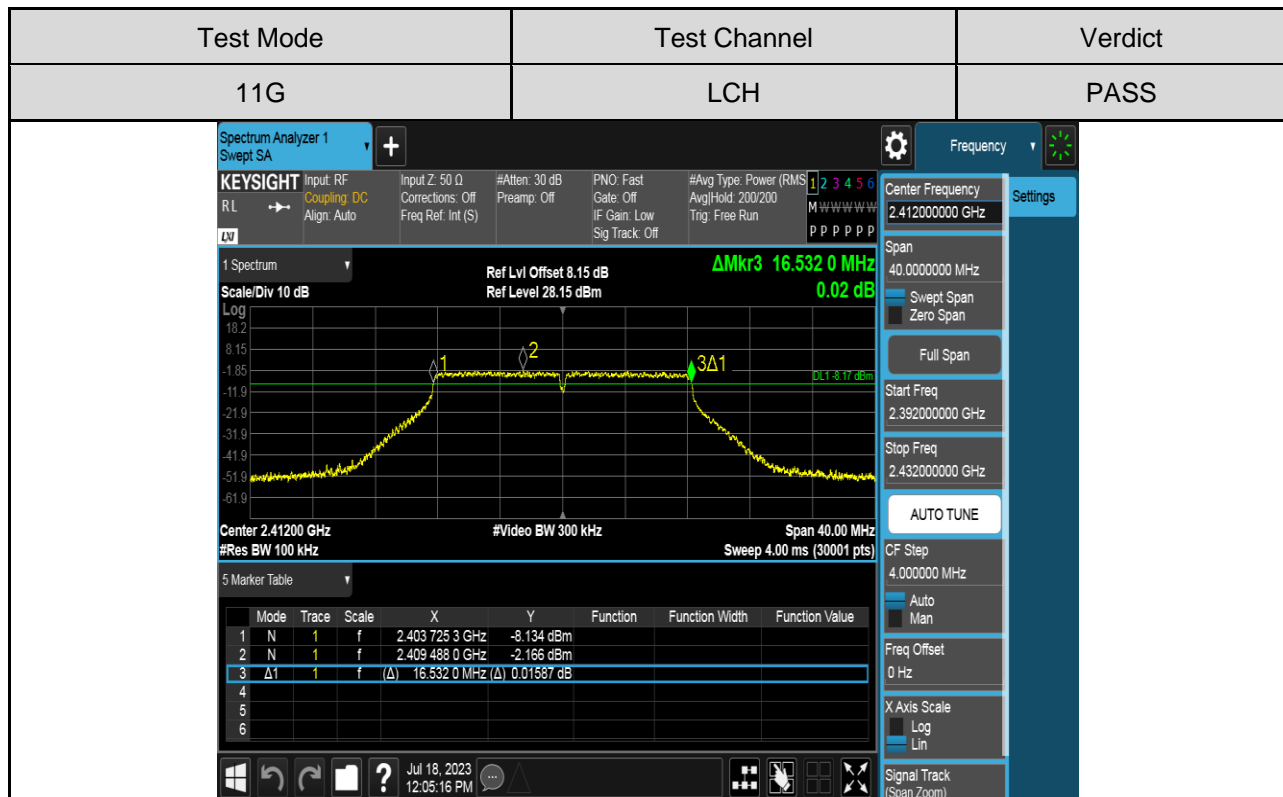 Test Mode Test Channel Verdict
11G LCH PASS
Spectrum Analyzer 1
Swept SA
+
Frequency
KEYSIGHT Input: RF Input Z: 50 Ω #Atten: 30 dB PNO: Fast #Avg Type: Power (RMS 1 2 3 4 5 6
RL Coupling: DC Corrections: Off Preamp: Off Gate: Off Avg|Hold: 200/200 M W W W W W
Align: Auto Freq Ref: Int (S) IF Gain: Low Trig: Free Run
LXI Sig Track: Off P P P P P P
Center Frequency
2.412000000 GHz
Settings
Span
40.0000000 MHz
Swept Span
Zero Span
Full Span
Start Freq
2.392000000 GHz
Stop Freq
2.432000000 GHz
AUTO TUNE
CF Step
4.000000 MHz
Auto
Man
Freq Offset
0 Hz
X Axis Scale
Log
Lin
Signal Track
(Span Zoom)
1 Spectrum Ref Lvl Offset 8.15 dB ΔMkr3 16.532 0 MHz
Scale/Div 10 dB Ref Level 28.15 dBm 0.02 dB
Log
18.2
8.15
-1.85
-11.9
-21.9
-31.9
-41.9
-51.9
-61.9
1
2
3Δ1
DL1 -8.17 dBm
Center 2.41200 GHz #Video BW 300 kHz Span 40.00 MHz
#Res BW 100 kHz Sweep 4.00 ms (30001 pts)
5 Marker Table
Mode Trace Scale X Y Function Function Width Function Value
1 N 1 f 2.403 725 3 GHz -8.134 dBm
2 N 1 f 2.409 488 0 GHz -2.166 dBm
3 Δ1 1 f (Δ) 16.532 0 MHz (Δ) 0.01587 dB
4
5
6
? Jul 18, 2023
12:05:16 PM